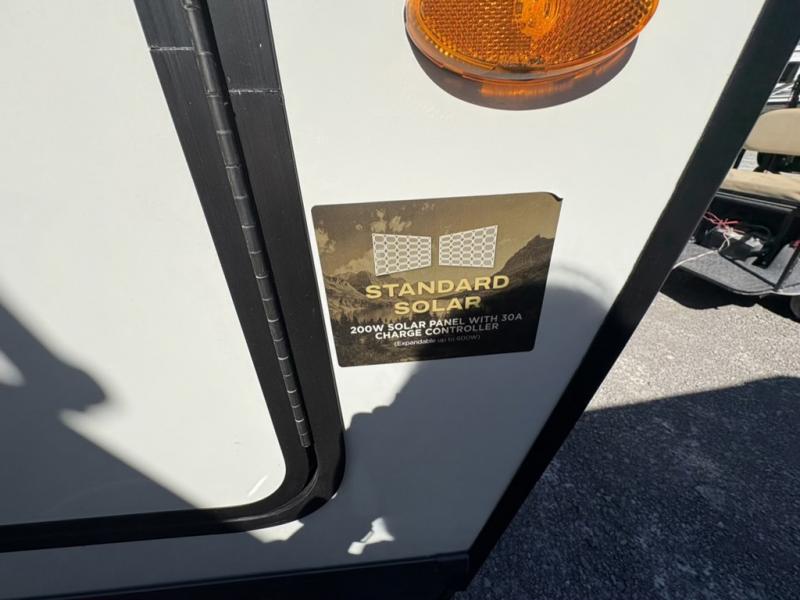 STANDARD
SOLAR
200W SOLAR PANEL WITH 30A
CHARGE CONTROLLER
(Expandable up to 600W)